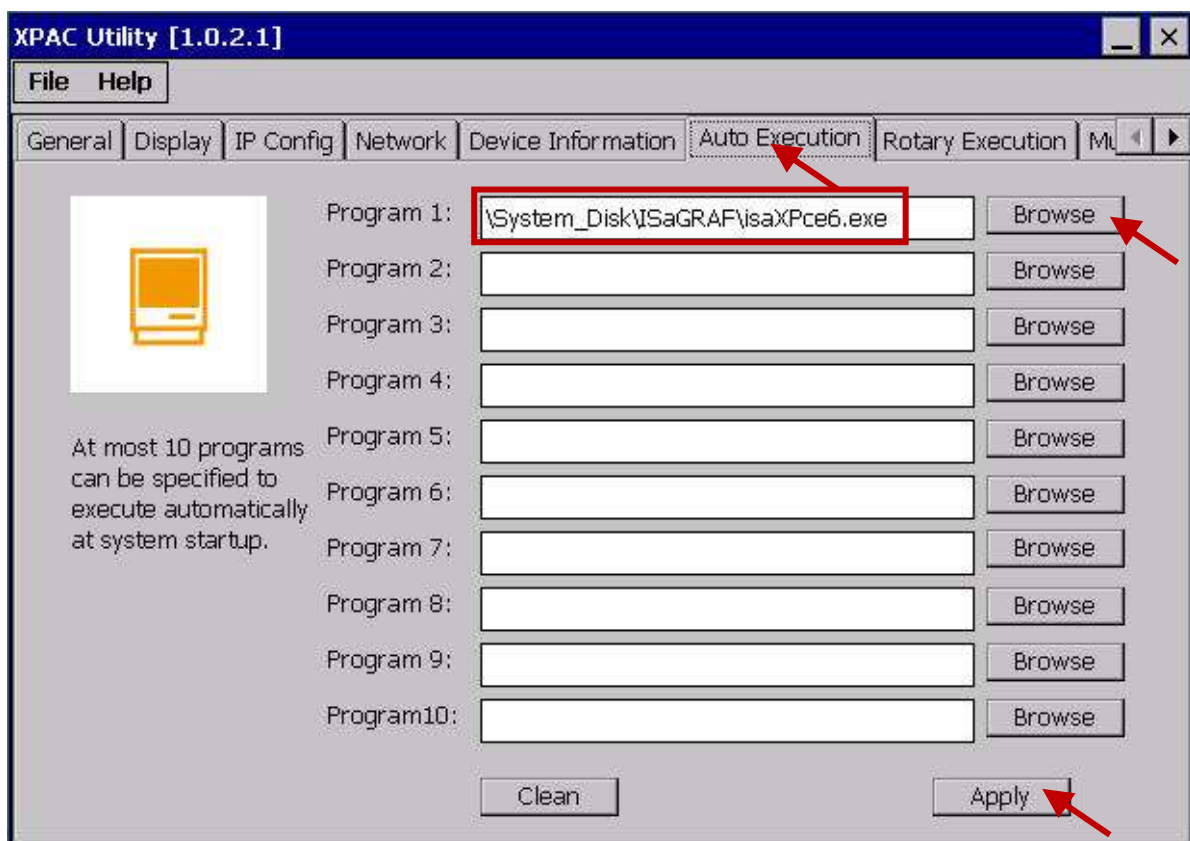 XPAC Utility [1.0.2.1]
File Help
General Display IP Config Network Device Information Auto Execution Rotary Execution
Program 1: \System_Disk\ISaGRAF\isaXPce6.exe Browse
Program 2: Browse
Program 3: Browse
Program 4: Browse
Program 5: Browse
Program 6: Browse
Program 7: Browse
Program 8: Browse
Program 9: Browse
Program10: Browse
At most 10 programs
can be specified to
execute automatically
at system startup.
Clean Apply